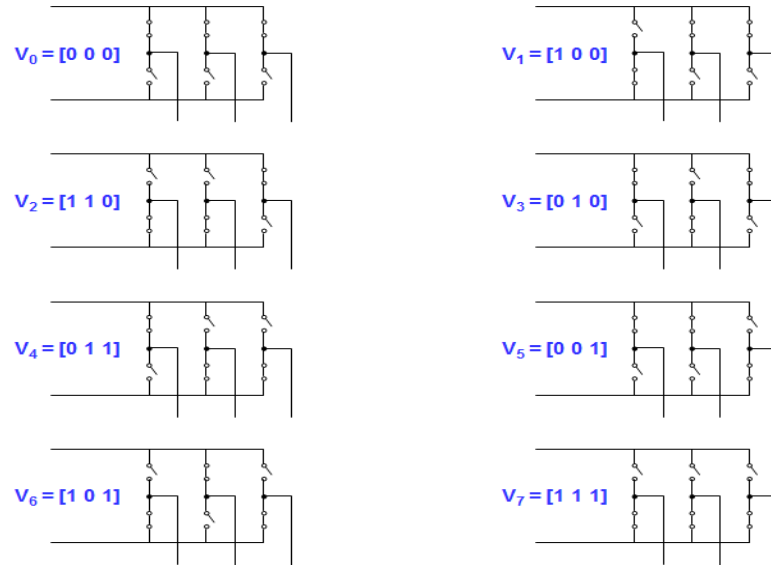 V₀ = [0 0 0]
V₁ = [1 0 0]
V₂ = [1 1 0]
V₃ = [0 1 0]
V₄ = [0 1 1]
V₅ = [0 0 1]
V₆ = [1 0 1]
V₇ = [1 1 1]